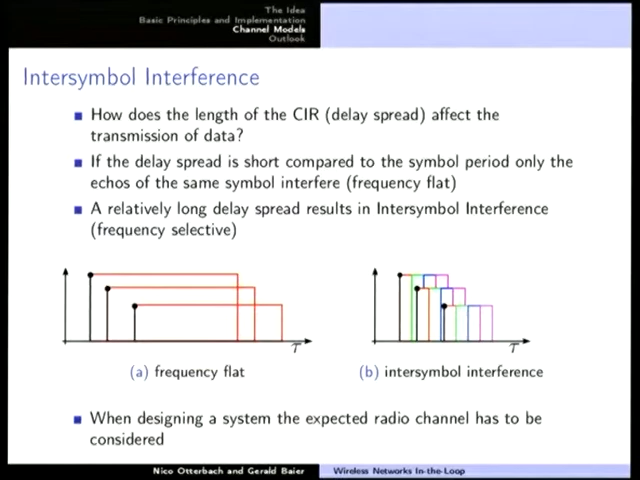 The Idea
Basic Principles and Implementation
Channel Models
Outlook
Intersymbol Interference
How does the length of the CIR (delay spread) affect the
transmission of data?
If the delay spread is short compared to the symbol period only the
echos of the same symbol interfere (frequency flat)
A relatively long delay spread results in Intersymbol Interference
(frequency selective)
τ
τ
(a) frequency flat
(b) intersymbol interference
When designing a system the expected radio channel has to be
considered
Nico Otterbach and Gerald Baier
Wireless Networks In-the-Loop